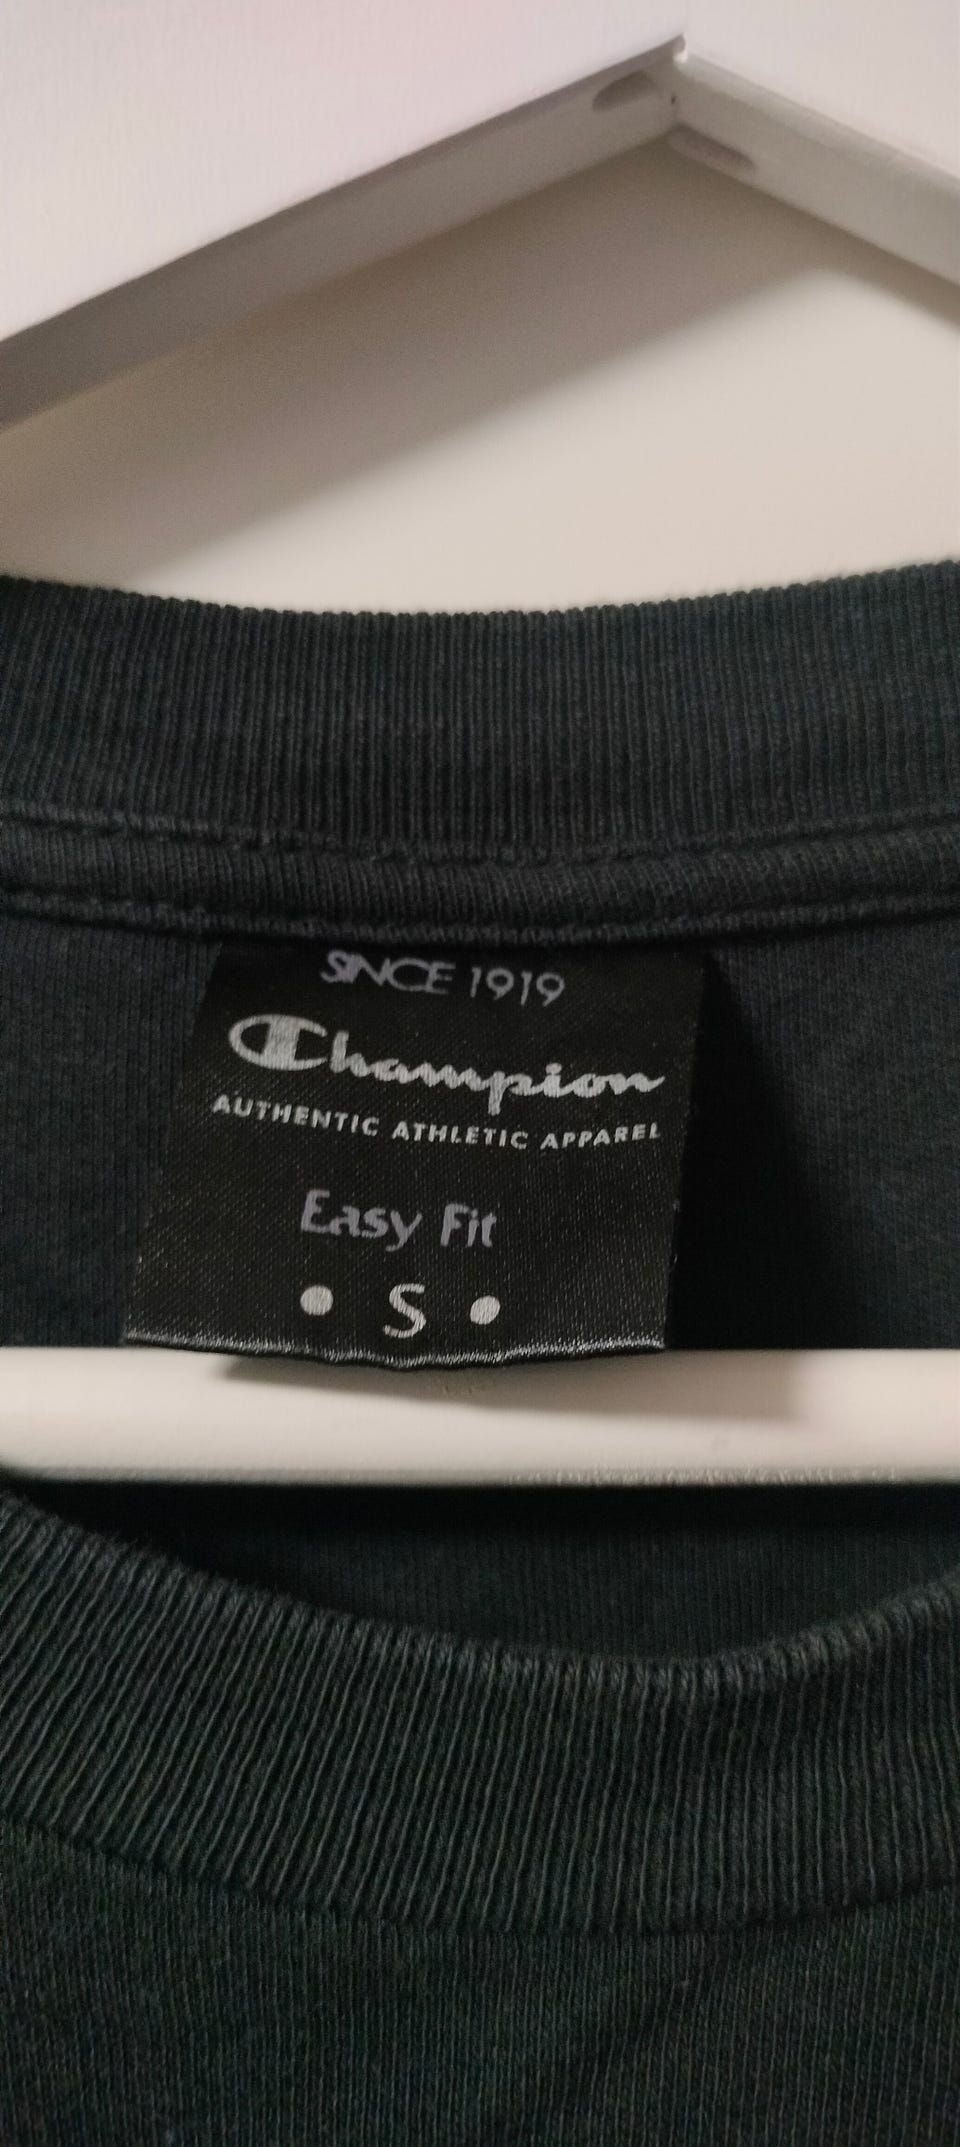 SINCE 1919
Champion
AUTHENTIC ATHLETIC APPAREL
Easy Fit
• S •